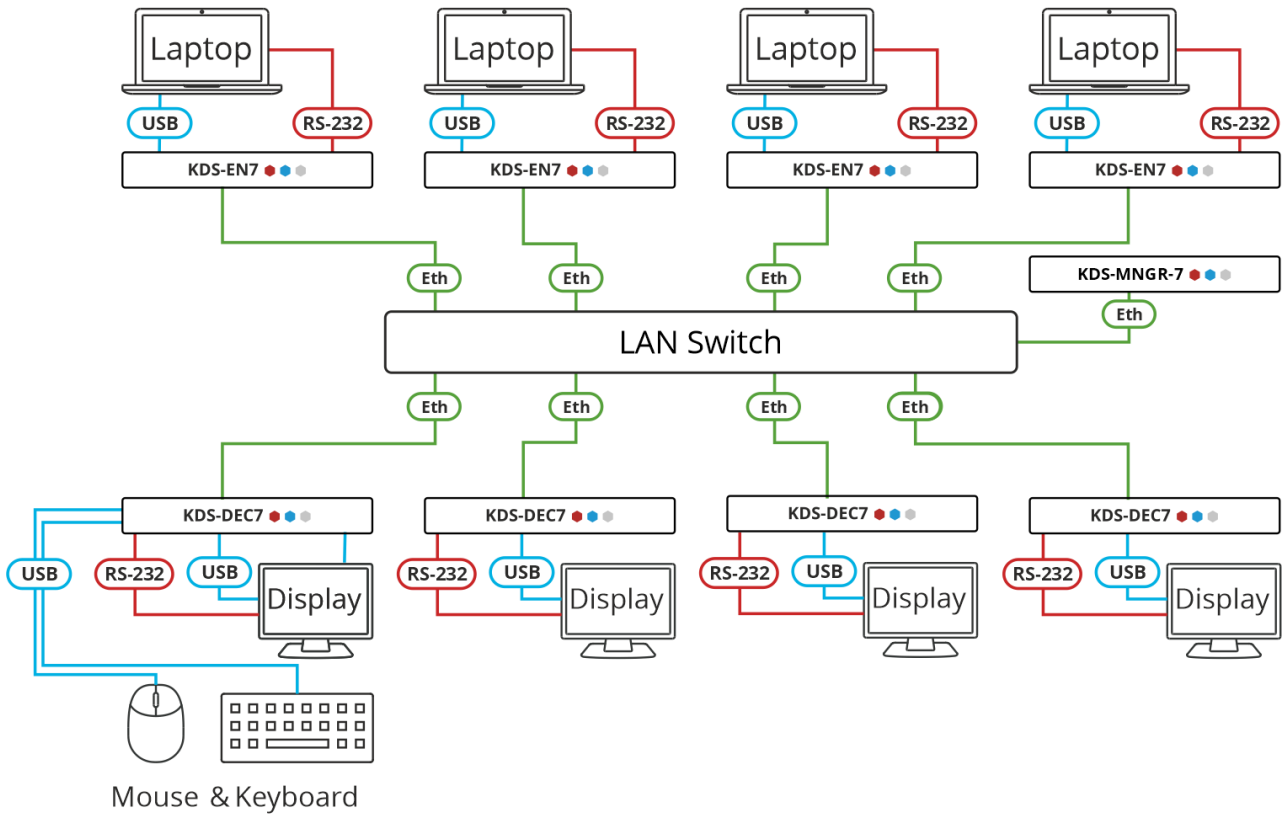 Laptop
Laptop
Laptop
Laptop
USB
RS-232
USB
RS-232
USB
RS-232
USB
RS-232
KDS-EN7
KDS-EN7
KDS-EN7
KDS-EN7
Eth
Eth
Eth
Eth
KDS-MNGR-7
Eth
LAN Switch
Eth
Eth
Eth
Eth
KDS-DEC7
KDS-DEC7
KDS-DEC7
KDS-DEC7
USB
RS-232
USB
RS-232
USB
RS-232
USB
RS-232
USB
Display
Display
Display
Display
Mouse & Keyboard